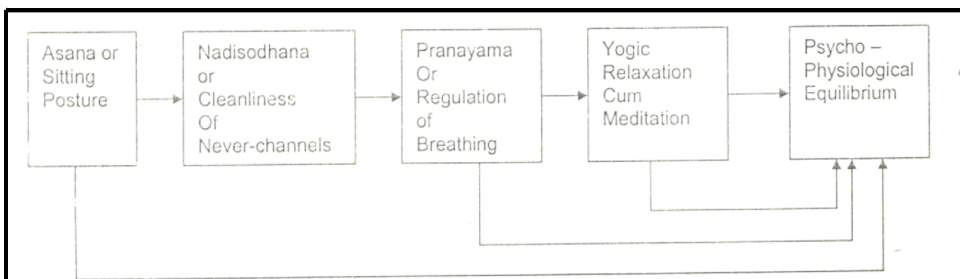 Asana or
Sitting
Posture
Nadisodhana
or
Cleanliness
Of
Never-channels
Pranayama
Or
Regulation
of
Breathing
Yogic
Relaxation
Cum
Meditation
Psycho –
Physiological
Equilibrium